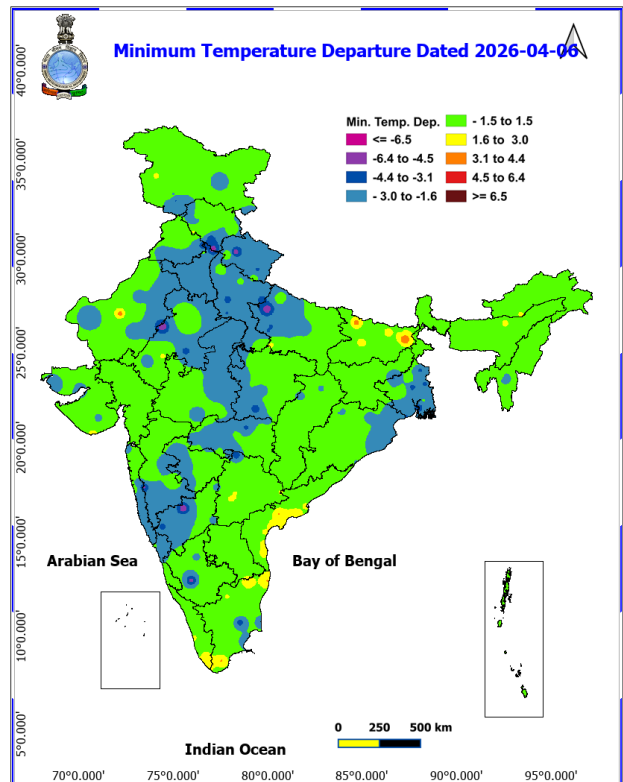 Minimum Temperature Departure Dated 2026-04-06
40°0.000'
Min. Temp. Dep.
<= -6.5
-6.4 to -4.5
-4.4 to -3.1
- 3.0 to -1.6
- 1.5 to 1.5
1.6 to 3.0
3.1 to 4.4
4.5 to 6.4
>= 6.5
35°0.000'
30°0.000'
25°0.000'
20°0.000'
15°0.000'
Arabian Sea
Bay of Bengal
10°0.000'
5°0.000'
0 250 500 km
Indian Ocean
70°0.000' 75°0.000' 80°0.000' 85°0.000' 90°0.000' 95°0.000'